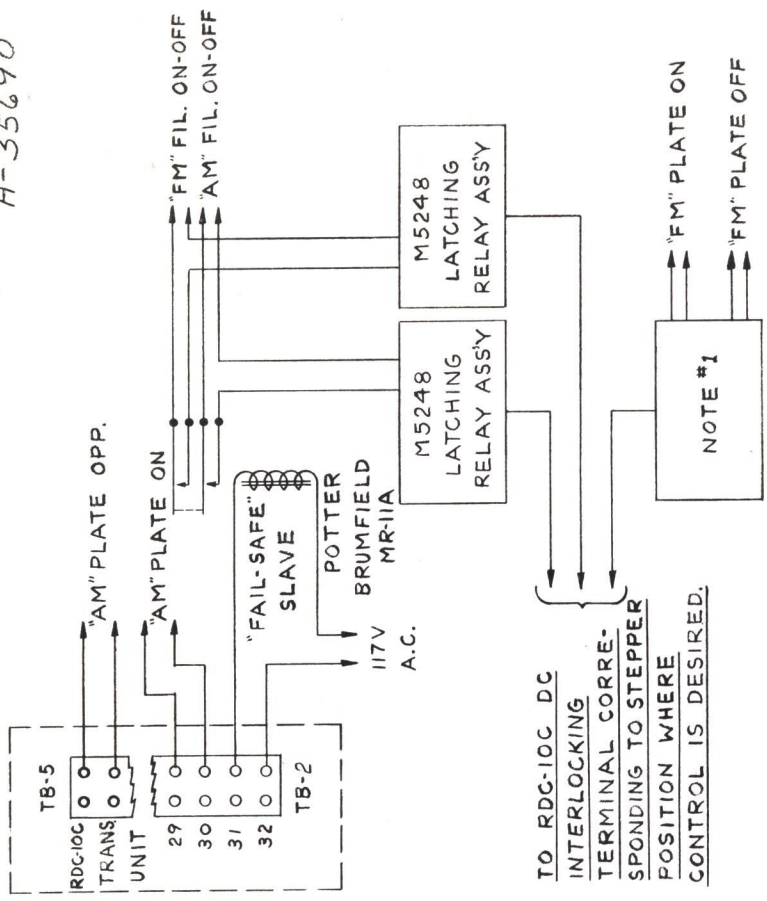 A-35690
"FM" FIL. ON-OFF
"AM" FIL. ON-OFF
"AM" PLATE OPP.
"AM" PLATE ON
TB-5
RDC-10C
TRANS.
UNIT
29
30
31
32
TB-2
"FAIL-SAFE"
SLAVE
POTTER
BRUMFIELD
MR-11A
117V
A.C.
M5248
LATCHING
RELAY ASS'Y
M5248
LATCHING
RELAY ASS'Y
"FM" PLATE ON
"FM" PLATE OFF
NOTE #1
TO RDC-10C DC
INTERLOCKING
TERMINAL CORRE-
SPONDING TO STEPPER
POSITION WHERE
CONTROL IS DESIRED.